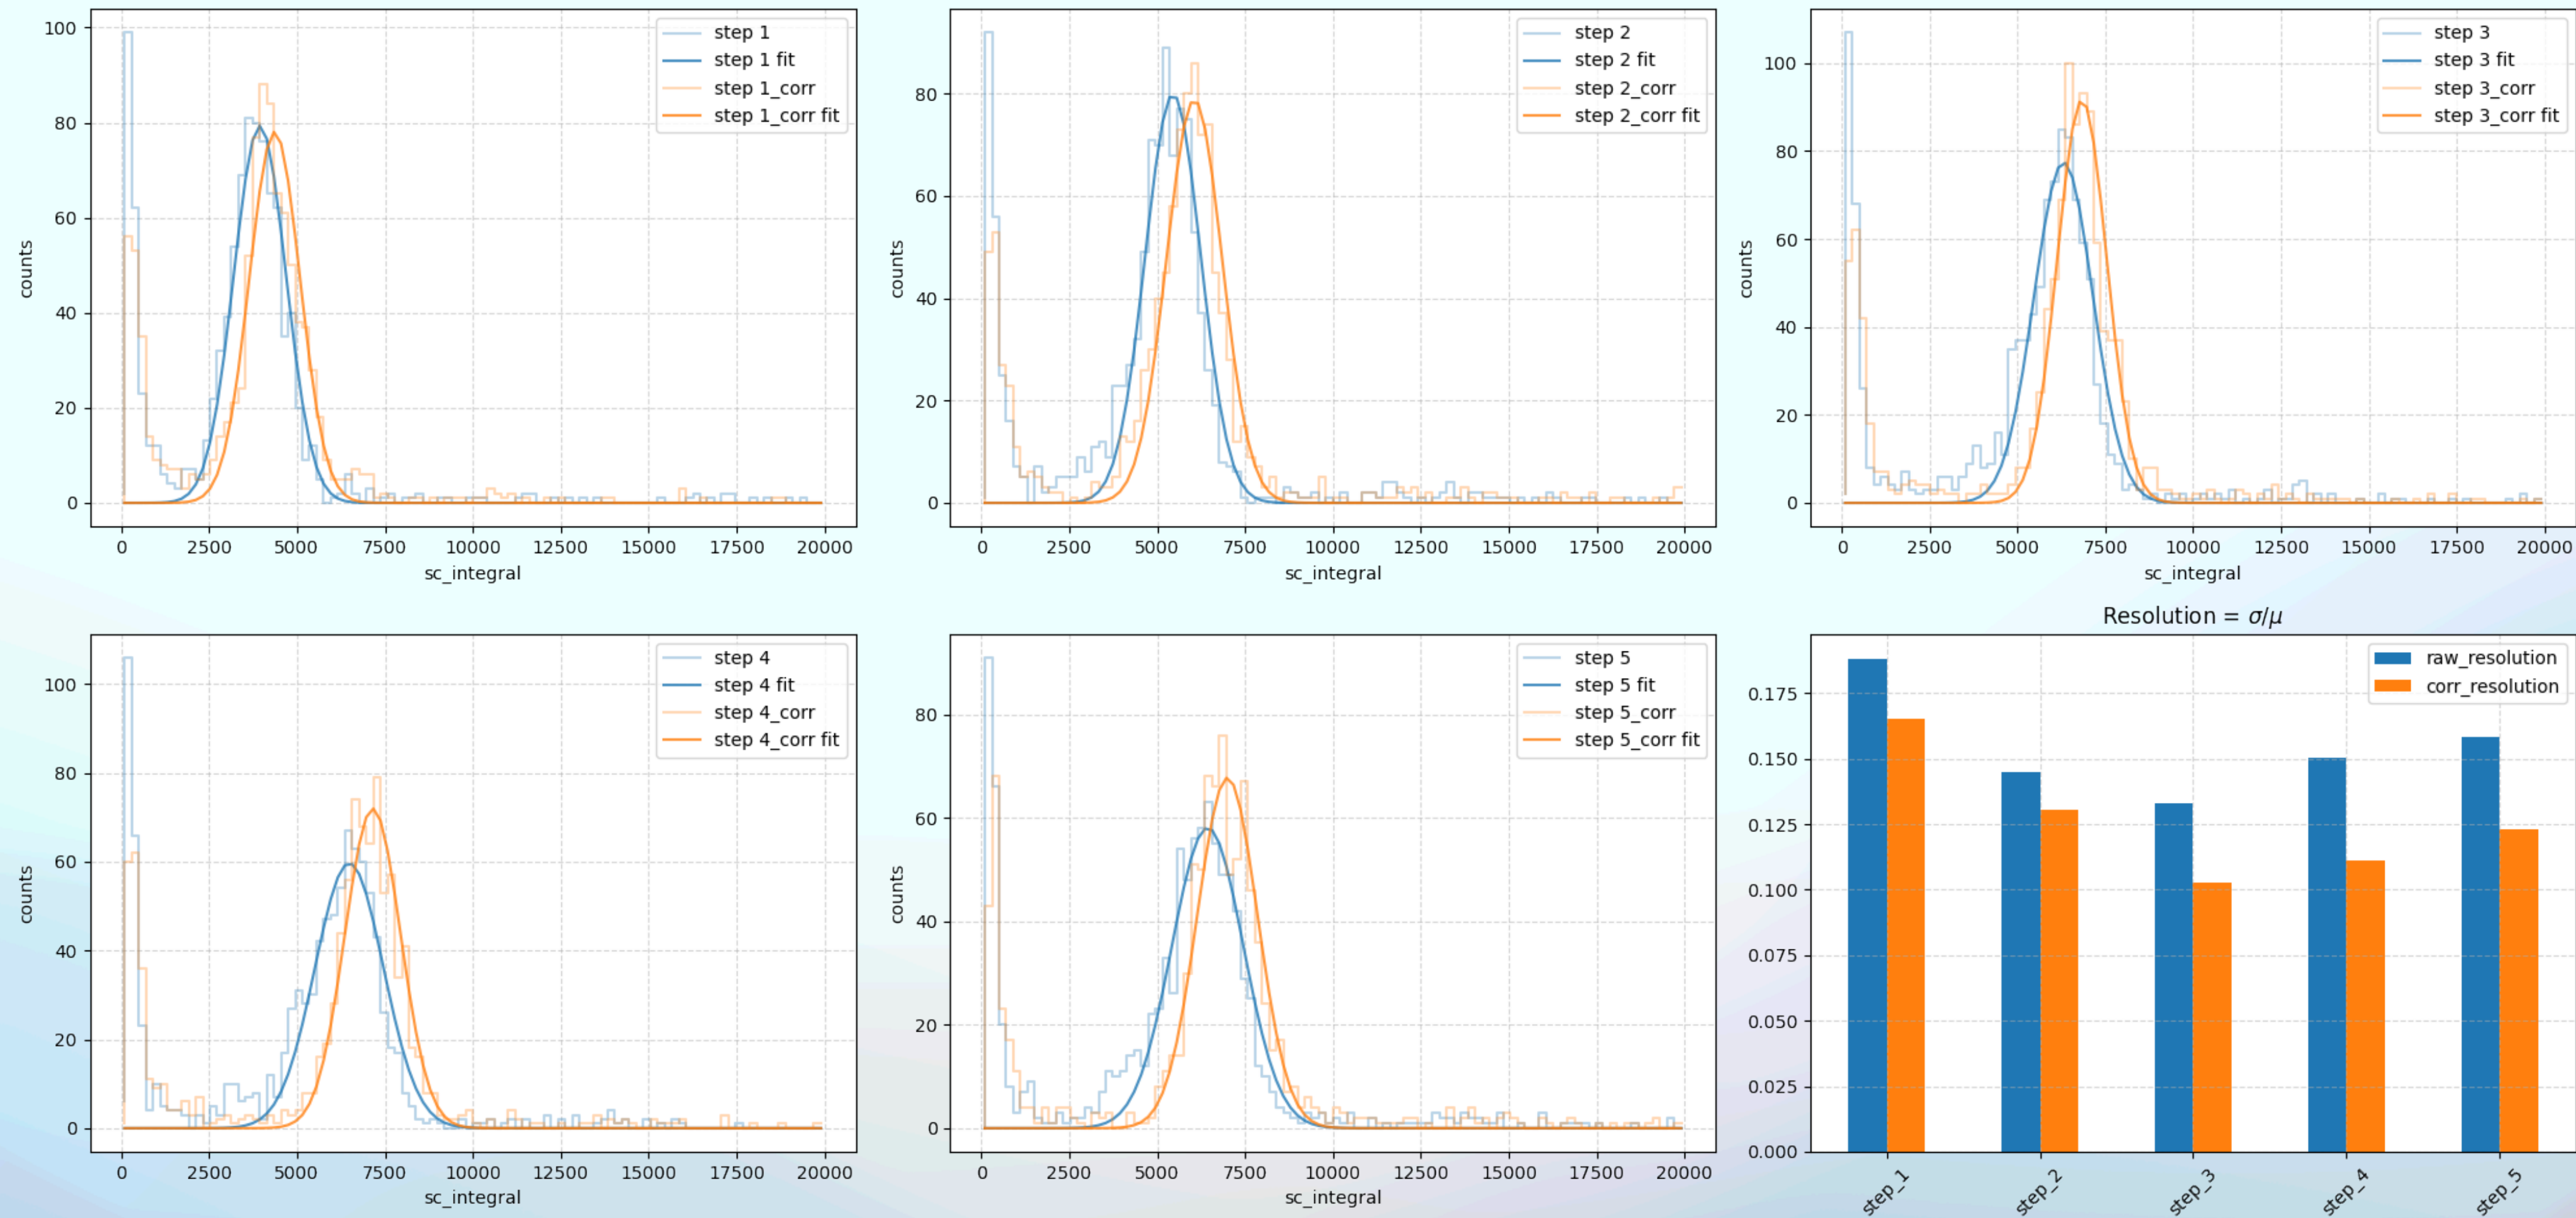 step 1
step 1 fit
step 1_corr
step 1_corr fit
100
80
60
40
20
0
counts
0 2500 5000 7500 10000 12500 15000 17500 20000
sc_integral
step 2
step 2 fit
step 2_corr
step 2_corr fit
80
60
40
20
0
counts
0 2500 5000 7500 10000 12500 15000 17500 20000
sc_integral
step 3
step 3 fit
step 3_corr
step 3_corr fit
100
80
60
40
20
0
counts
0 2500 5000 7500 10000 12500 15000 17500 20000
sc_integral
step 4
step 4 fit
step 4_corr
step 4_corr fit
100
80
60
40
20
0
counts
0 2500 5000 7500 10000 12500 15000 17500 20000
sc_integral
step 5
step 5 fit
step 5_corr
step 5_corr fit
80
60
40
20
0
counts
0 2500 5000 7500 10000 12500 15000 17500 20000
sc_integral
Resolution = σ/μ
raw_resolution
corr_resolution
0.175
0.150
0.125
0.100
0.075
0.050
0.025
0.000
step_1 step_2 step_3 step_4 step_5